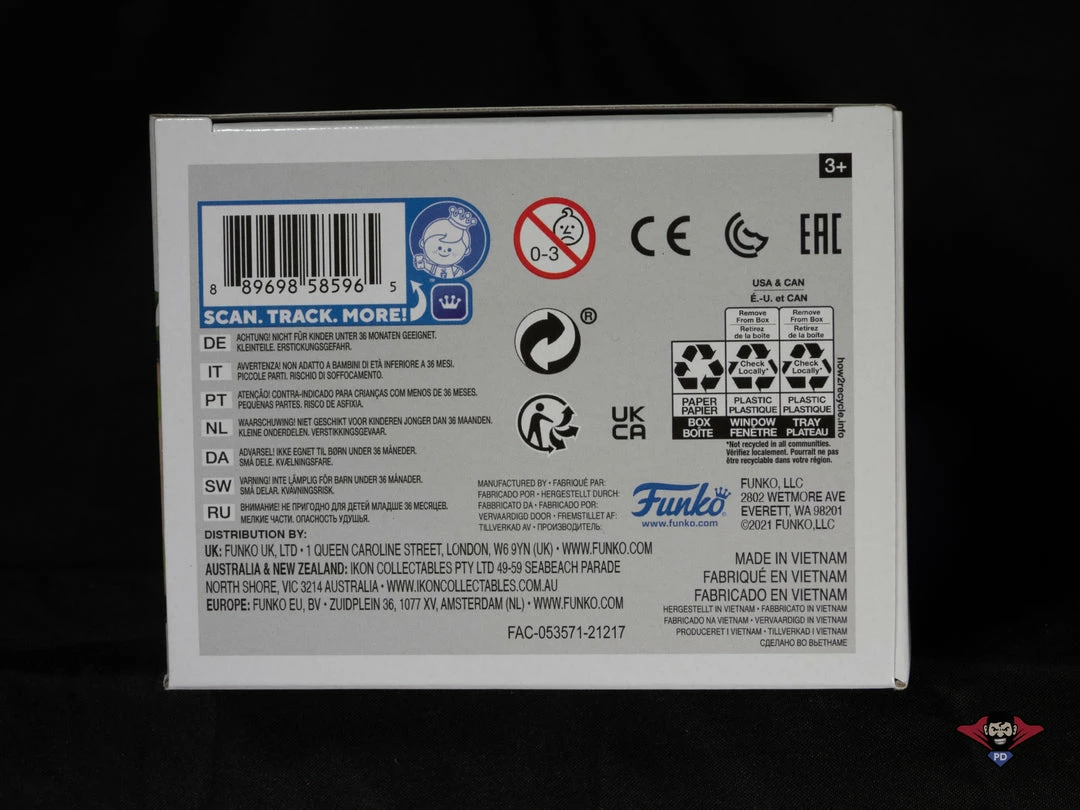 3+
0-3
CE
EAC
8 89698 58596 5
SCAN. TRACK. MORE!
®
USA & CAN
É.-U. et CAN
Remove From Box
Retirez de la boîte
Remove From Box
Retirez de la boîte
Check Locally*
Check Locally*
PAPER
PAPIER
BOX
BOÎTE
PLASTIC
PLASTIQUE
WINDOW
FENÊTRE
PLASTIC
PLASTIQUE
TRAY
PLATEAU
how2recycle.info
*Not recycled in all communities.
Vérifiez localement. Pourrait ne pas
être recyclable dans votre région.
UK
CA
DE ACHTUNG! NICHT FÜR KINDER UNTER 36 MONATEN GEEIGNET.
KLEINTEILE. ERSTICKUNGSGEFAHR.
IT AVVERTENZA! NON ADATTO A BAMBINI DI ETÀ INFERIORE A 36 MESI.
PICCOLE PARTI. RISCHIO DI SOFFOCAMENTO.
PT ATENÇÃO! CONTRA-INDICADO PARA CRIANÇAS COM MENOS DE 36 MESES.
PEQUENAS PARTES. RISCO DE ASFIXIA.
NL WAARSCHUWING! NIET GESCHIKT VOOR KINDEREN JONGER DAN 36 MAANDEN.
KLEINE ONDERDELEN. VERSTIKKINGSGEVAAR.
DA ADVARSEL! IKKE EGNET TIL BØRN UNDER 36 MÅNEDER.
SMÅ DELE. KVÆLNINGSFARE.
SW VARNING! INTE LÄMPLIG FÖR BARN UNDER 36 MÅNADER.
SMÅ DELAR. KVÄVNINGSRISK.
RU ВНИМАНИЕ! НЕ ПРИГОДНО ДЛЯ ДЕТЕЙ МЛАДШЕ 36 МЕСЯЦЕВ.
МЕЛКИЕ ЧАСТИ. ОПАСНОСТЬ УДУШЬЯ.
MANUFACTURED BY • FABRIQUÉ PAR:
FABRICADO POR • HERGESTELLT DURCH:
FABBRICATO DA • FABRICADO POR:
VERVAARDIGD DOOR • FREMSTILLET AF:
TILLVERKAD AV • ПРОИЗВОДИТЕЛЬ:
Funko
www.funko.com
FUNKO, LLC
2802 WETMORE AVE
EVERETT, WA 98201
©2021 FUNKO,LLC
DISTRIBUTION BY:
UK: FUNKO UK, LTD • 1 QUEEN CAROLINE STREET, LONDON, W6 9YN (UK) • WWW.FUNKO.COM
AUSTRALIA & NEW ZEALAND: IKON COLLECTABLES PTY LTD 49-59 SEABEACH PARADE
NORTH SHORE, VIC 3214 AUSTRALIA • WWW.IKONCOLLECTABLES.COM.AU
EUROPE: FUNKO EU, BV • ZUIDPLEIN 36, 1077 XV, AMSTERDAM (NL) • WWW.FUNKO.COM
FAC-053571-21217
MADE IN VIETNAM
FABRIQUÉ EN VIETNAM
FABRICADO EN VIETNAM
HERGESTELLT IN VIETNAM • FABBRICATO IN VIETNAM
FABRICADO NA VIETNAM • VERVAARDIGD IN VIETNAM
PRODUCERET I VIETNAM • TILLVERKAD I VIETNAM
СДЕЛАНО ВО ВЬЕТНАМЕ
PD